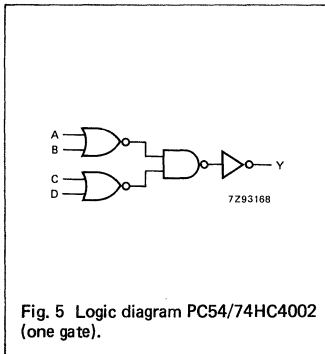 A
B
C
D
Y
7Z93168
Fig. 5 Logic diagram PC54/74HC4002
(one gate).